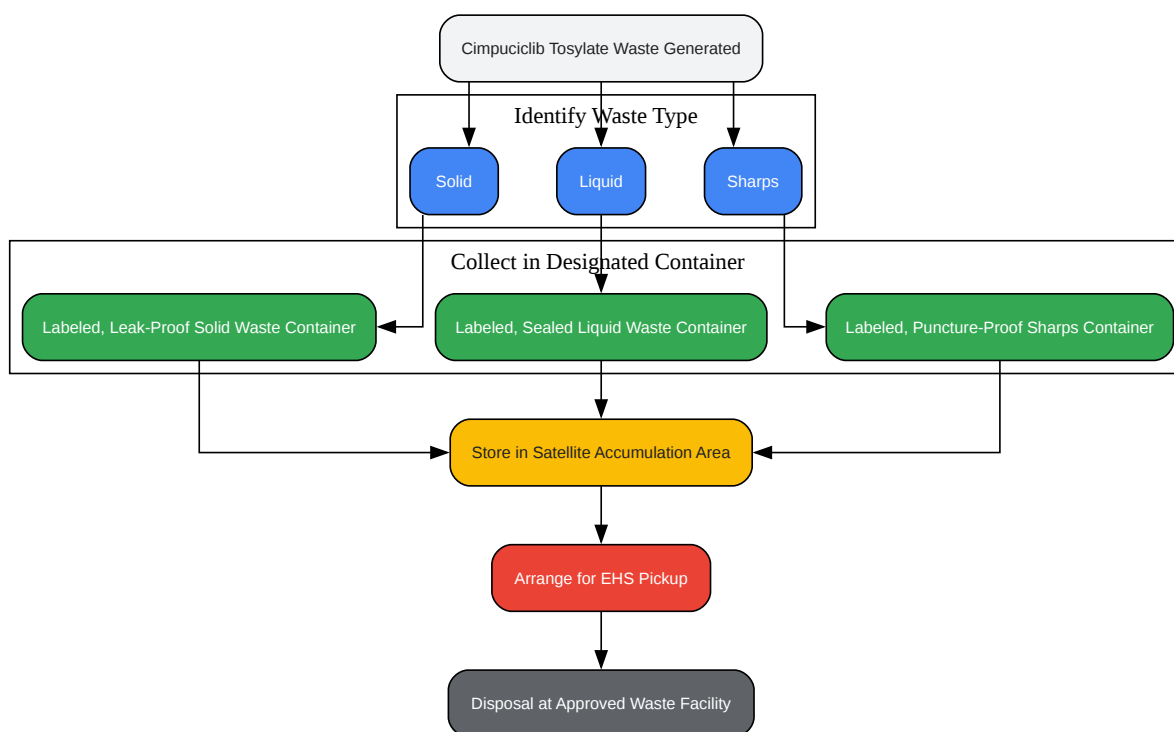 Cimpuciclib Tosylate Waste Generated
Identify Waste Type
Solid
Liquid
Sharps
Collect in Designated Container
Labeled, Leak-Proof Solid Waste Container
Labeled, Sealed Liquid Waste Container
Labeled, Puncture-Proof Sharps Container
Store in Satellite Accumulation Area
Arrange for EHS Pickup
Disposal at Approved Waste Facility